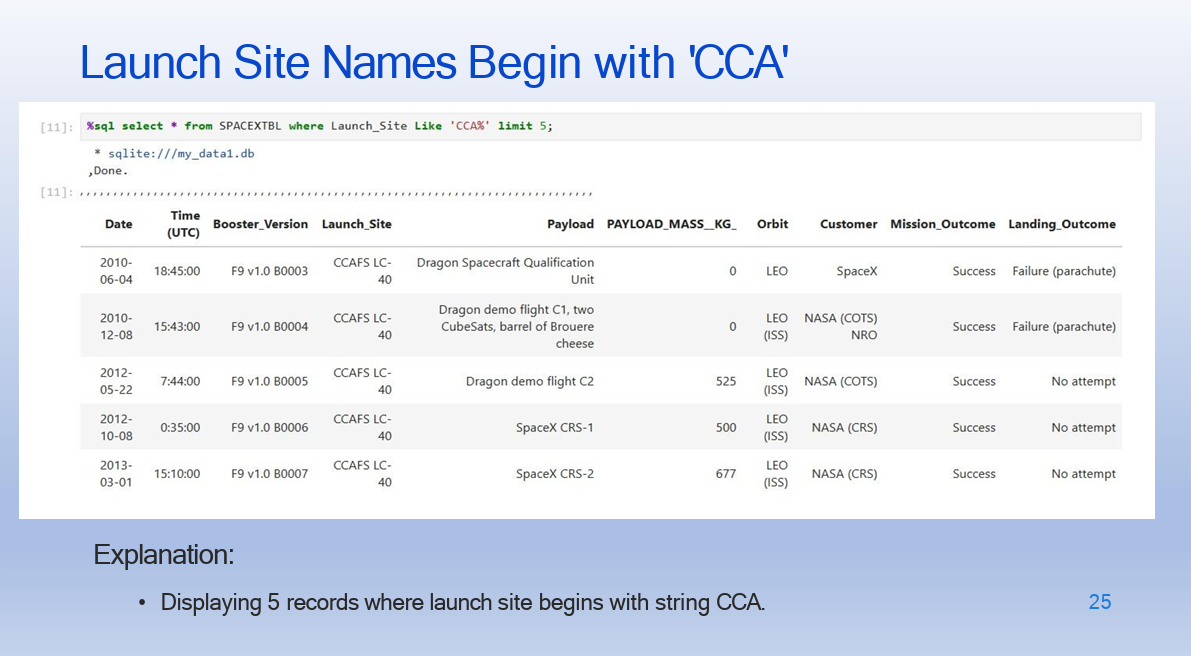 Launch Site Names Begin with 'CCA'
[11]: %sql select * from SPACEXTBL where Launch_Site Like 'CCA%' limit 5;
* sqlite:///my_data1.db
,Done.
[11]: ,,,,,,,,,,,,,,,,,,,,,,,,,,,,,,,,,,,,,,,,,,,,,,,,,,,,,,,,,,,,,,,,,,,,,,,,,,,,,
Date Time (UTC) Booster_Version Launch_Site Payload PAYLOAD_MASS__KG_ Orbit Customer Mission_Outcome Landing_Outcome
2010-06-04 18:45:00 F9 v1.0 B0003 CCAFS LC-40 Dragon Spacecraft Qualification Unit 0 LEO SpaceX Success Failure (parachute)
2010-12-08 15:43:00 F9 v1.0 B0004 CCAFS LC-40 Dragon demo flight C1, two CubeSats, barrel of Brouere cheese 0 LEO (ISS) NASA (COTS) NRO Success Failure (parachute)
2012-05-22 7:44:00 F9 v1.0 B0005 CCAFS LC-40 Dragon demo flight C2 525 LEO (ISS) NASA (COTS) Success No attempt
2012-10-08 0:35:00 F9 v1.0 B0006 CCAFS LC-40 SpaceX CRS-1 500 LEO (ISS) NASA (CRS) Success No attempt
2013-03-01 15:10:00 F9 v1.0 B0007 CCAFS LC-40 SpaceX CRS-2 677 LEO (ISS) NASA (CRS) Success No attempt
Explanation:
• Displaying 5 records where launch site begins with string CCA.
25